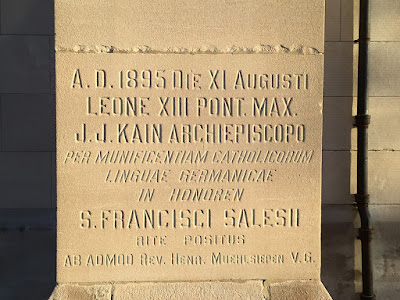 A. D. 1895 DIE XI AUGUSTI
LEONE XIII PONT. MAX.
J. J. KAIN ARCHIEPISCOPO
PER MUNIFICENTIAM CATHOLICORUM
LINGUAE GERMANICAE
IN HONOREN
S. FRANCISCI SALESII
RITE POSITUS
AB ADMOD REV. HENR. MUEHLSIEPEN V.G.